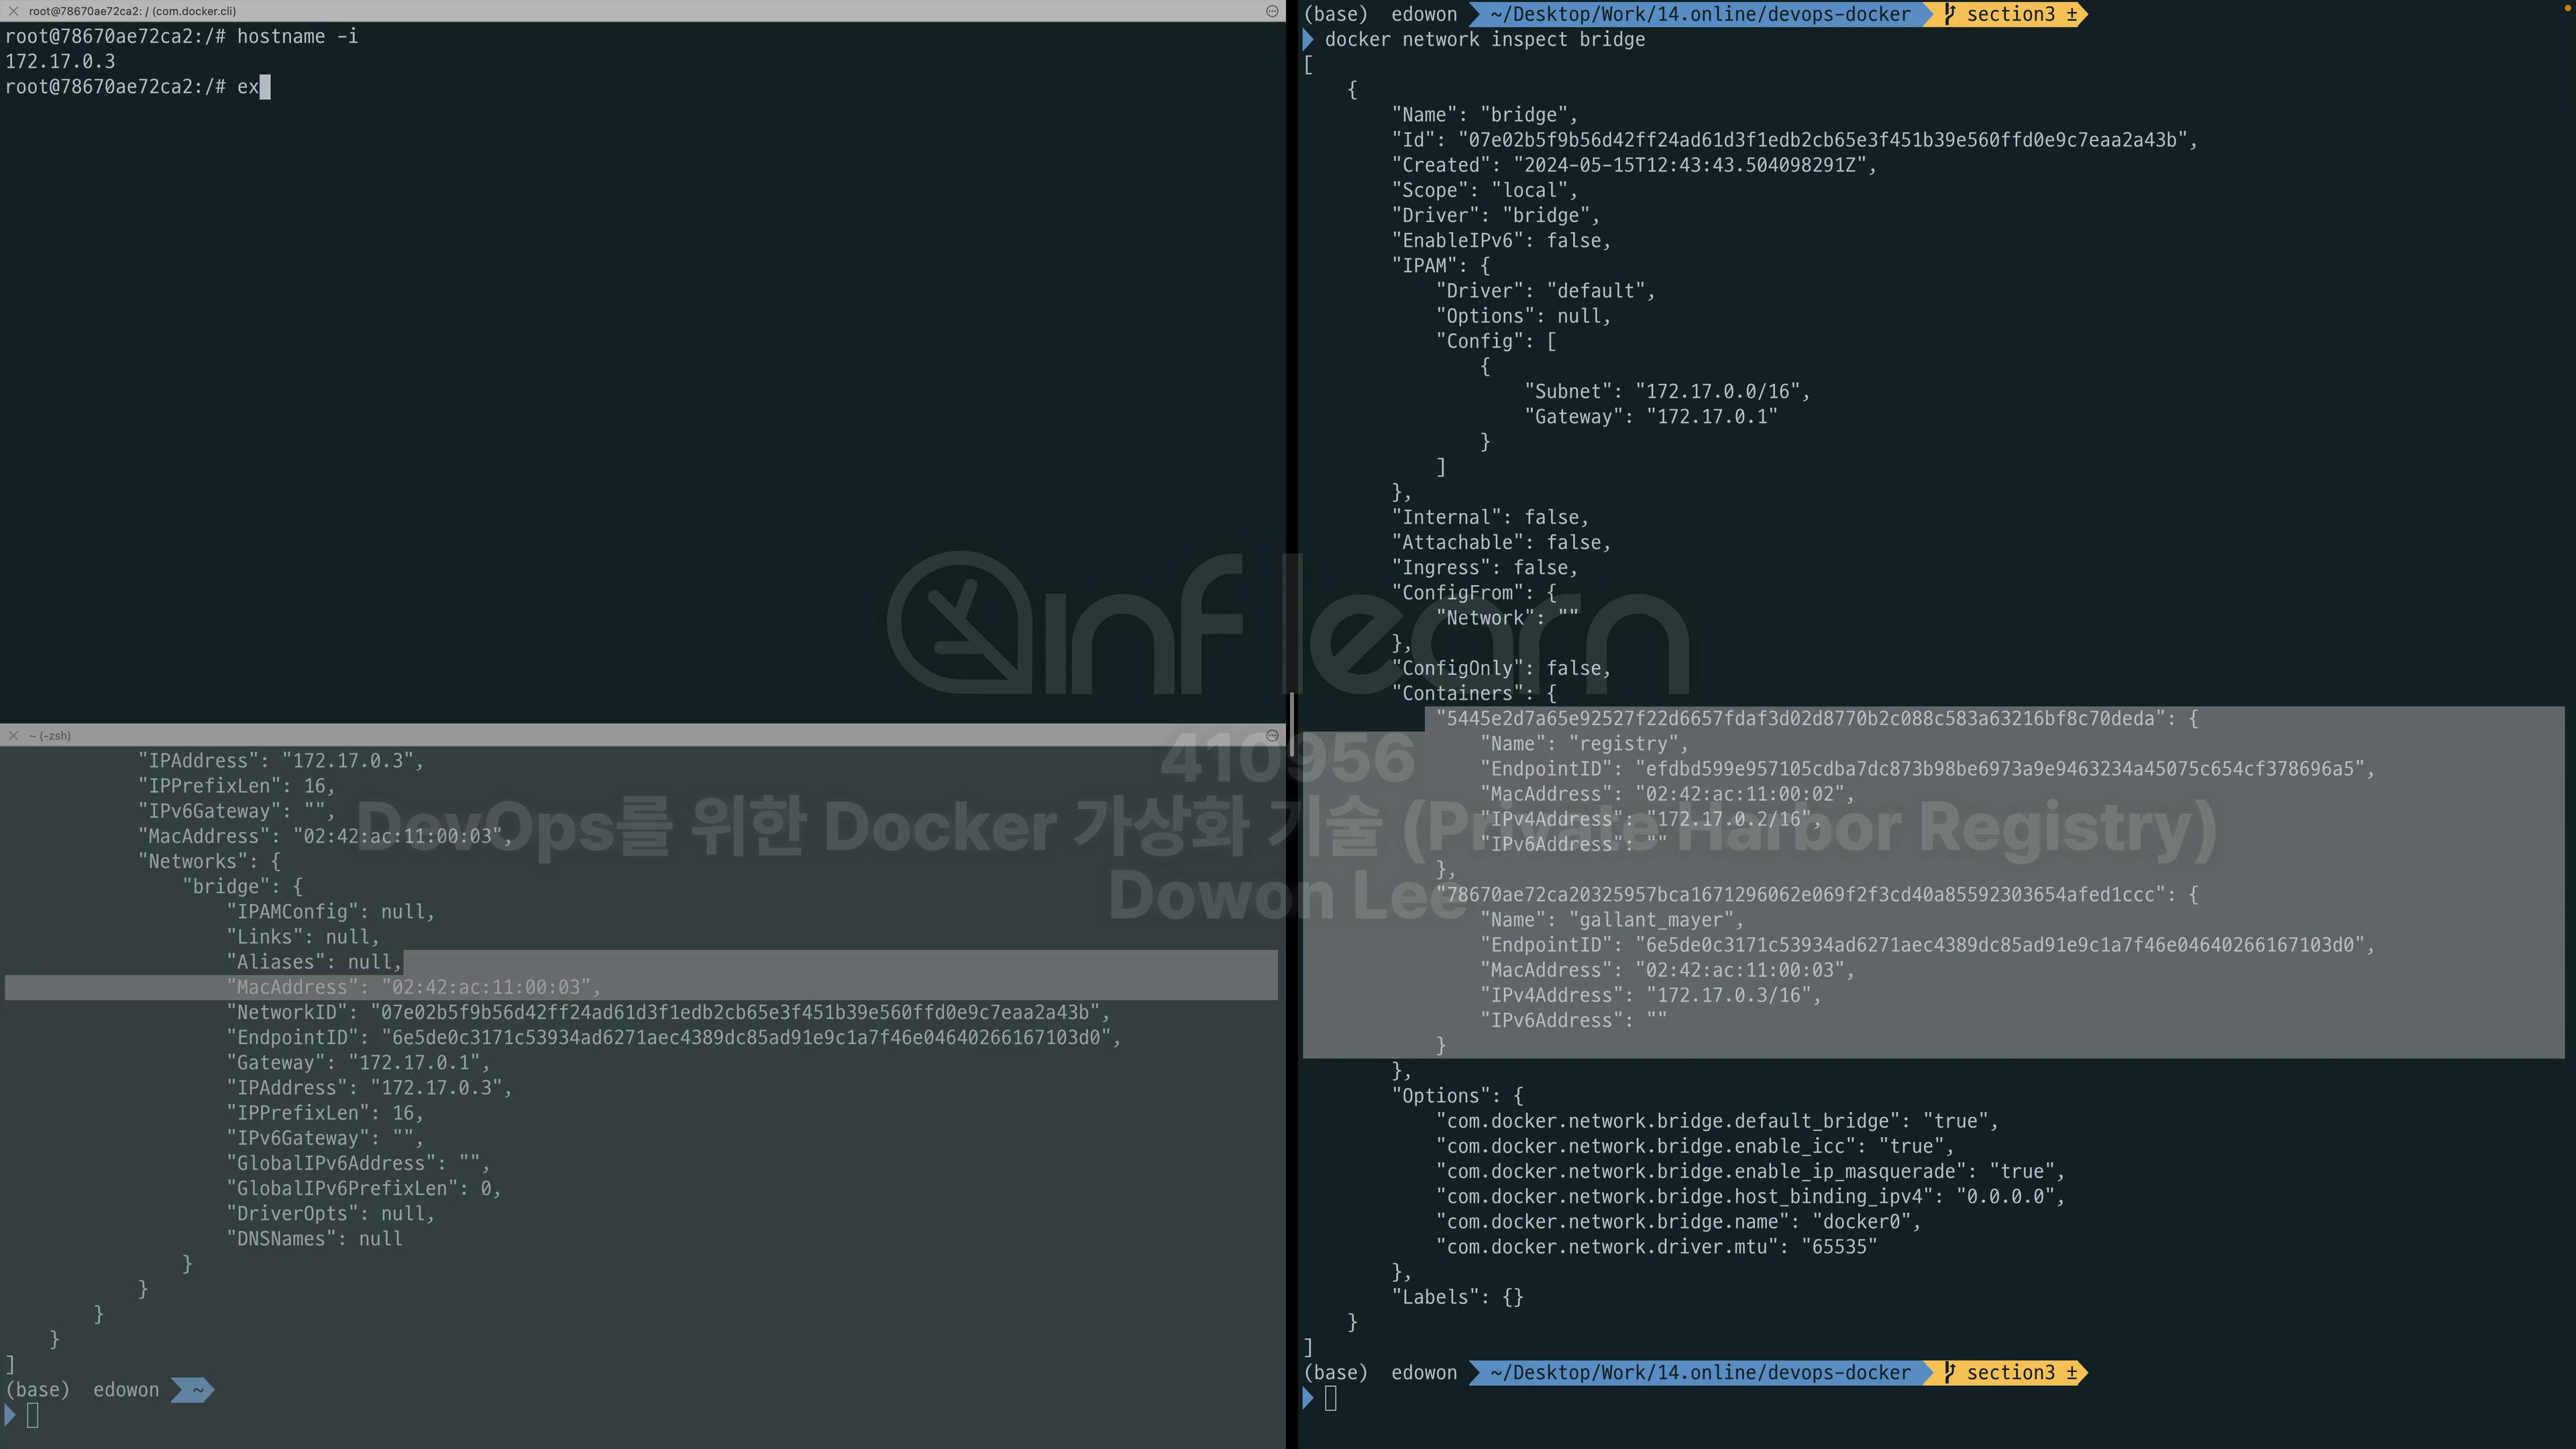 root@78670ae72ca2: / (com.docker.cli)
root@78670ae72ca2:/# hostname -i
172.17.0.3
root@78670ae72ca2:/# ex
~ (-zsh)
"IPAddress": "172.17.0.3",
"IPPrefixLen": 16,
"IPv6Gateway": "",
"MacAddress": "02:42:ac:11:00:03",
"Networks": {
"bridge": {
"IPAMConfig": null,
"Links": null,
"Aliases": null,
"MacAddress": "02:42:ac:11:00:03",
"NetworkID": "07e02b5f9b56d42ff24ad61d3f1edb2cb65e3f451b39e560ffd0e9c7eaa2a43b",
"EndpointID": "6e5de0c3171c53934ad6271aec4389dc85ad91e9c1a7f46e04640266167103d0",
"Gateway": "172.17.0.1",
"IPAddress": "172.17.0.3",
"IPPrefixLen": 16,
"IPv6Gateway": "",
"GlobalIPv6Address": "",
"GlobalIPv6PrefixLen": 0,
"DriverOpts": null,
"DNSNames": null
}
}
}
}
]
(base) edowon ~
(base) edowon ~/Desktop/Work/14.online/devops-docker section3 ±
docker network inspect bridge
[
{
"Name": "bridge",
"Id": "07e02b5f9b56d42ff24ad61d3f1edb2cb65e3f451b39e560ffd0e9c7eaa2a43b",
"Created": "2024-05-15T12:43:43.504098291Z",
"Scope": "local",
"Driver": "bridge",
"EnableIPv6": false,
"IPAM": {
"Driver": "default",
"Options": null,
"Config": [
{
"Subnet": "172.17.0.0/16",
"Gateway": "172.17.0.1"
}
]
},
"Internal": false,
"Attachable": false,
"Ingress": false,
"ConfigFrom": {
"Network": ""
},
"ConfigOnly": false,
"Containers": {
"5445e2d7a65e92527f22d6657fdaf3d02d8770b2c088c583a63216bf8c70deda": {
"Name": "registry",
"EndpointID": "efdbd599e957105cdba7dc873b98be6973a9e9463234a45075c654cf378696a5",
"MacAddress": "02:42:ac:11:00:02",
"IPv4Address": "172.17.0.2/16",
"IPv6Address": ""
},
"78670ae72ca20325957bca1671296062e069f2f3cd40a85592303654afed1ccc": {
"Name": "gallant_mayer",
"EndpointID": "6e5de0c3171c53934ad6271aec4389dc85ad91e9c1a7f46e04640266167103d0",
"MacAddress": "02:42:ac:11:00:03",
"IPv4Address": "172.17.0.3/16",
"IPv6Address": ""
}
},
"Options": {
"com.docker.network.bridge.default_bridge": "true",
"com.docker.network.bridge.enable_icc": "true",
"com.docker.network.bridge.enable_ip_masquerade": "true",
"com.docker.network.bridge.host_binding_ipv4": "0.0.0.0",
"com.docker.network.bridge.name": "docker0",
"com.docker.network.driver.mtu": "65535"
},
"Labels": {}
}
]
(base) edowon ~/Desktop/Work/14.online/devops-docker section3 ±
inflearn
410956
DevOps를 위한 Docker 가상화 기술 (Private Harbor Registry)
Dowon Lee